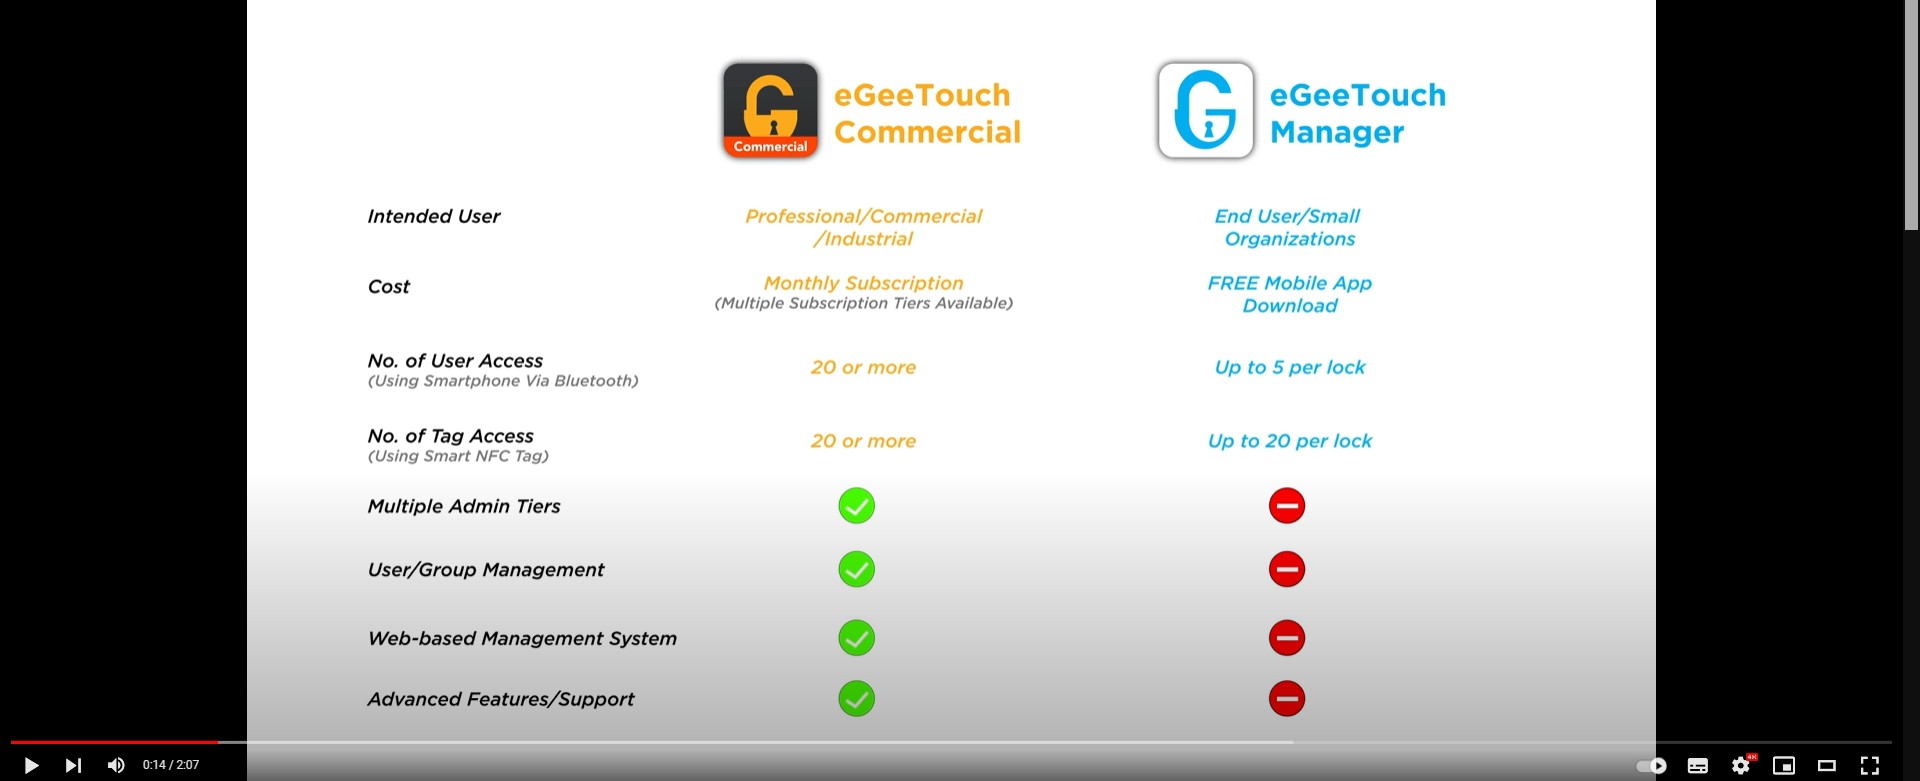 eGeeTouch
Commercial
Commercial
eGeeTouch
Manager
Intended User
Professional/Commercial
/Industrial
End User/Small
Organizations
Cost
Monthly Subscription
(Multiple Subscription Tiers Available)
FREE Mobile App
Download
No. of User Access
(Using Smartphone Via Bluetooth)
20 or more
Up to 5 per lock
No. of Tag Access
(Using Smart NFC Tag)
20 or more
Up to 20 per lock
Multiple Admin Tiers
User/Group Management
Web-based Management System
Advanced Features/Support
0:14 / 2:07
4K